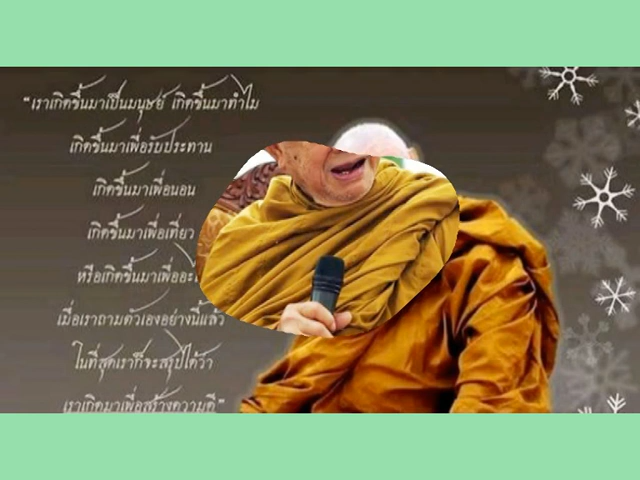 "เราเกิดขึ้นมาเป็นมนุษย์ เกิดขึ้นมาทำไม
เกิดขึ้นมาเพื่อรับประทาน
เกิดขึ้นมาเพื่อนอน
เกิดขึ้นมาเพื่อเที่ยว
หรือเกิดขึ้นมาเพื่อ
เมื่อเราถามตัวเองอย่างนี้แล้ว
ในที่สุดเราก็จะสรุปได้ว่า
เราเกิดมาเพื่อสร้างความดี"